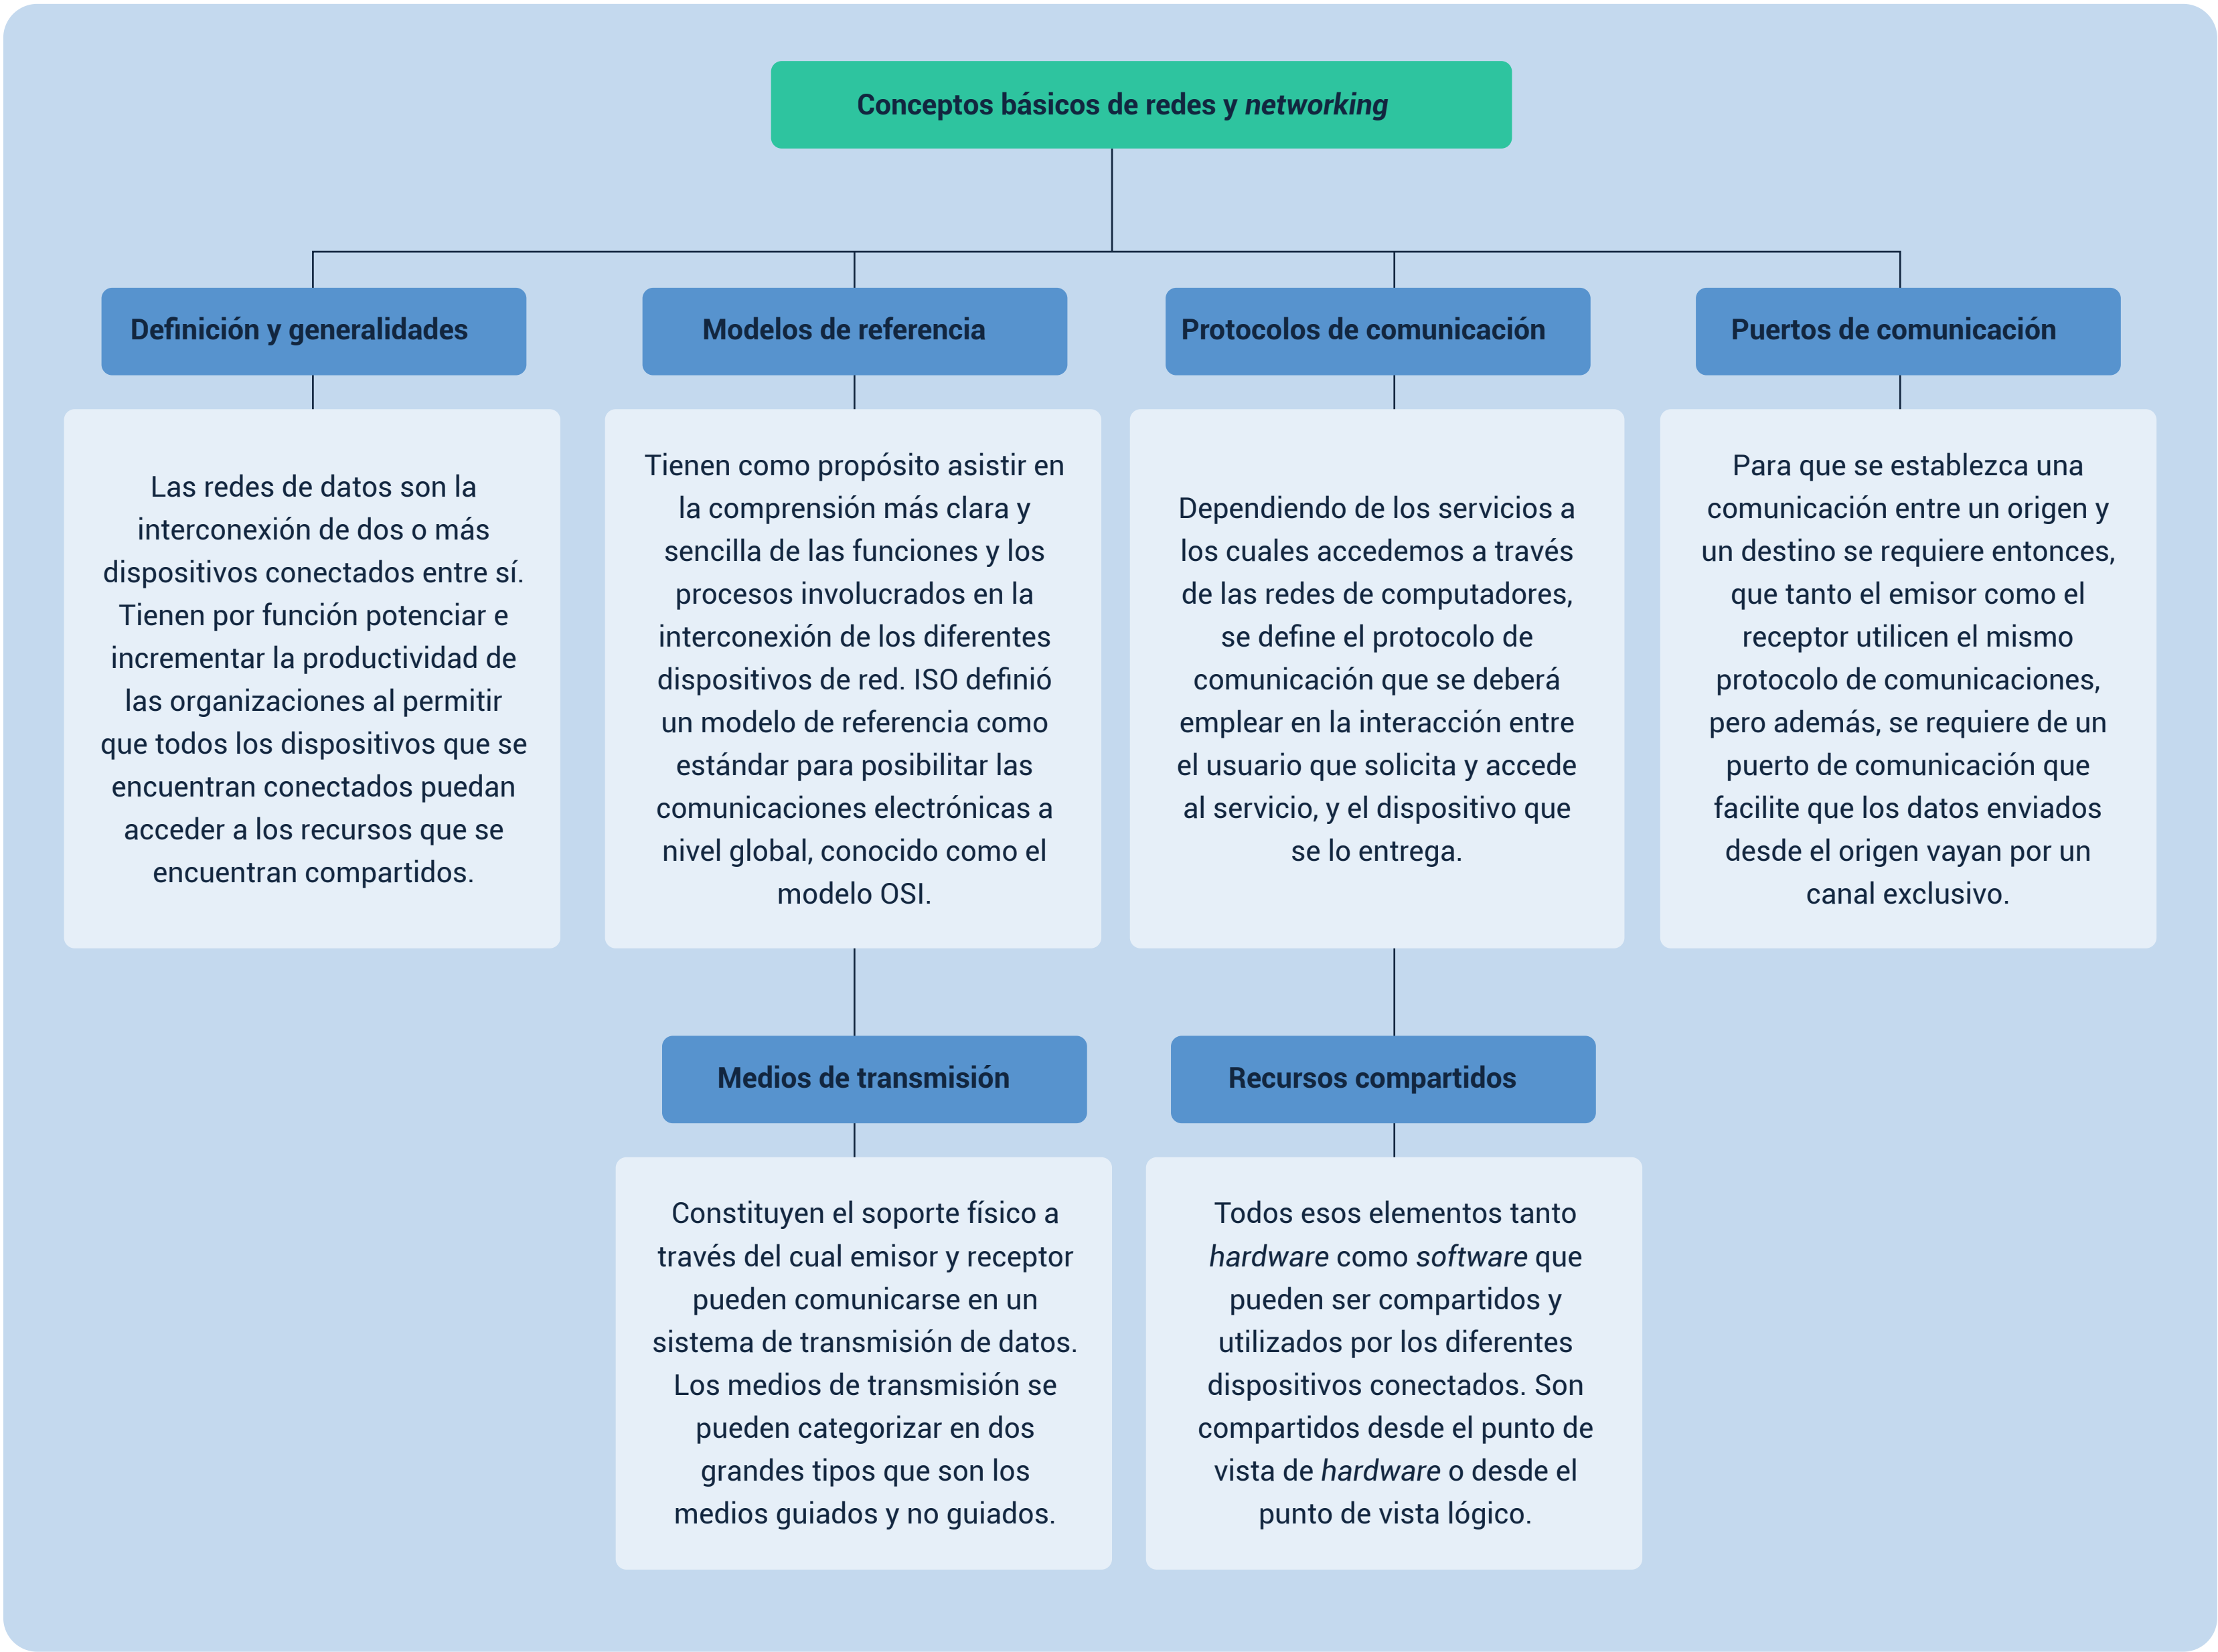 Conceptos básicos de redes y networking
Definición y generalidades
Las redes de datos son la
interconexión de dos o más
dispositivos conectados entre sí.
Tienen por función potenciar e
incrementar la productividad de
las organizaciones al permitir
que todos los dispositivos que se
encuentran conectados puedan
acceder a los recursos que se
encuentran compartidos.
Modelos de referencia
Tienen como propósito asistir en
la comprensión más clara y
sencilla de las funciones y los
procesos involucrados en la
interconexión de los diferentes
dispositivos de red. ISO definió
un modelo de referencia como
estándar para posibilitar las
comunicaciones electrónicas a
nivel global, conocido como el
modelo OSI.
Protocolos de comunicación
Dependiendo de los servicios a
los cuales accedemos a través
de las redes de computadores,
se define el protocolo de
comunicación que se deberá
emplear en la interacción entre
el usuario que solicita y accede
al servicio, y el dispositivo que
se lo entrega.
Puertos de comunicación
Para que se establezca una
comunicación entre un origen y
un destino se requiere entonces,
que tanto el emisor como el
receptor utilicen el mismo
protocolo de comunicaciones,
pero además, se requiere de un
puerto de comunicación que
facilite que los datos enviados
desde el origen vayan por un
canal exclusivo.
Medios de transmisión
Constituyen el soporte físico a
través del cual emisor y receptor
pueden comunicarse en un
sistema de transmisión de datos.
Los medios de transmisión se
pueden categorizar en dos
grandes tipos que son los
medios guiados y no guiados.
Recursos compartidos
Todos esos elementos tanto
hardware como software que
pueden ser compartidos y
utilizados por los diferentes
dispositivos conectados. Son
compartidos desde el punto de
vista de hardware o desde el
punto de vista lógico.